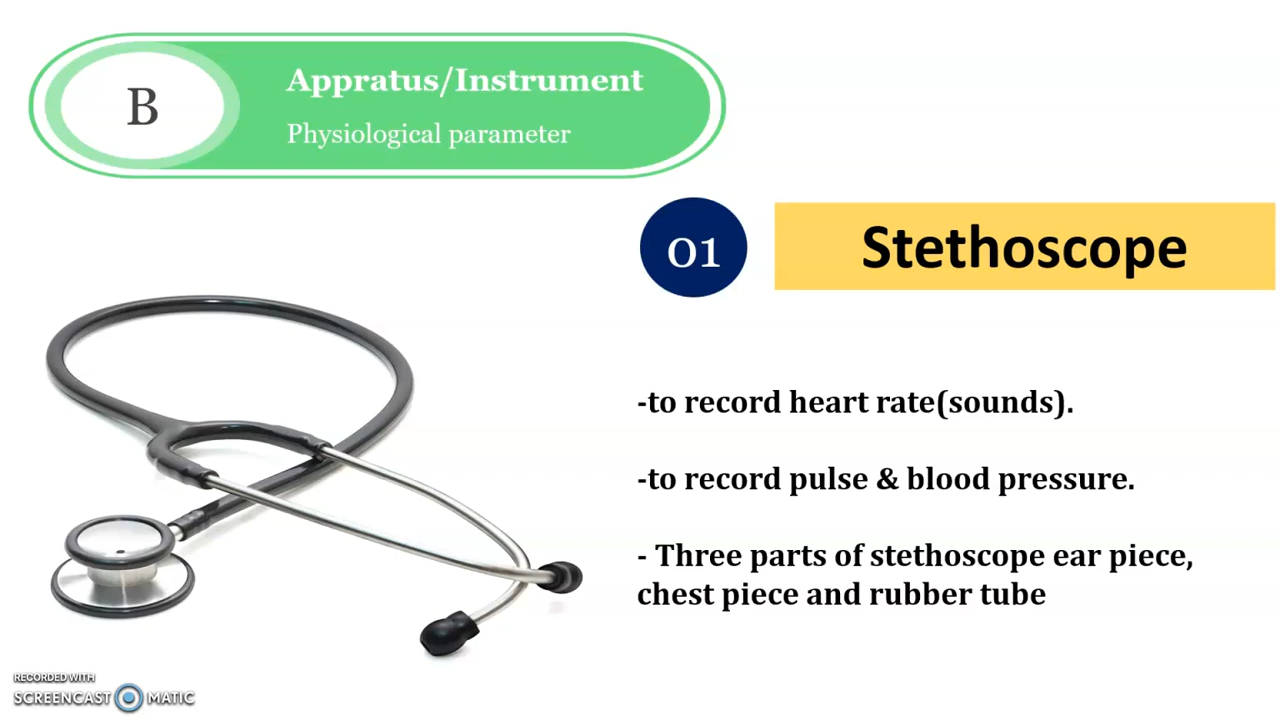 B
Appratus/Instrument
Physiological parameter
01
Stethoscope
-to record heart rate(sounds).
-to record pulse & blood pressure.
- Three parts of stethoscope ear piece,
chest piece and rubber tube
RECORDED WITH
SCREENCAST MATIC